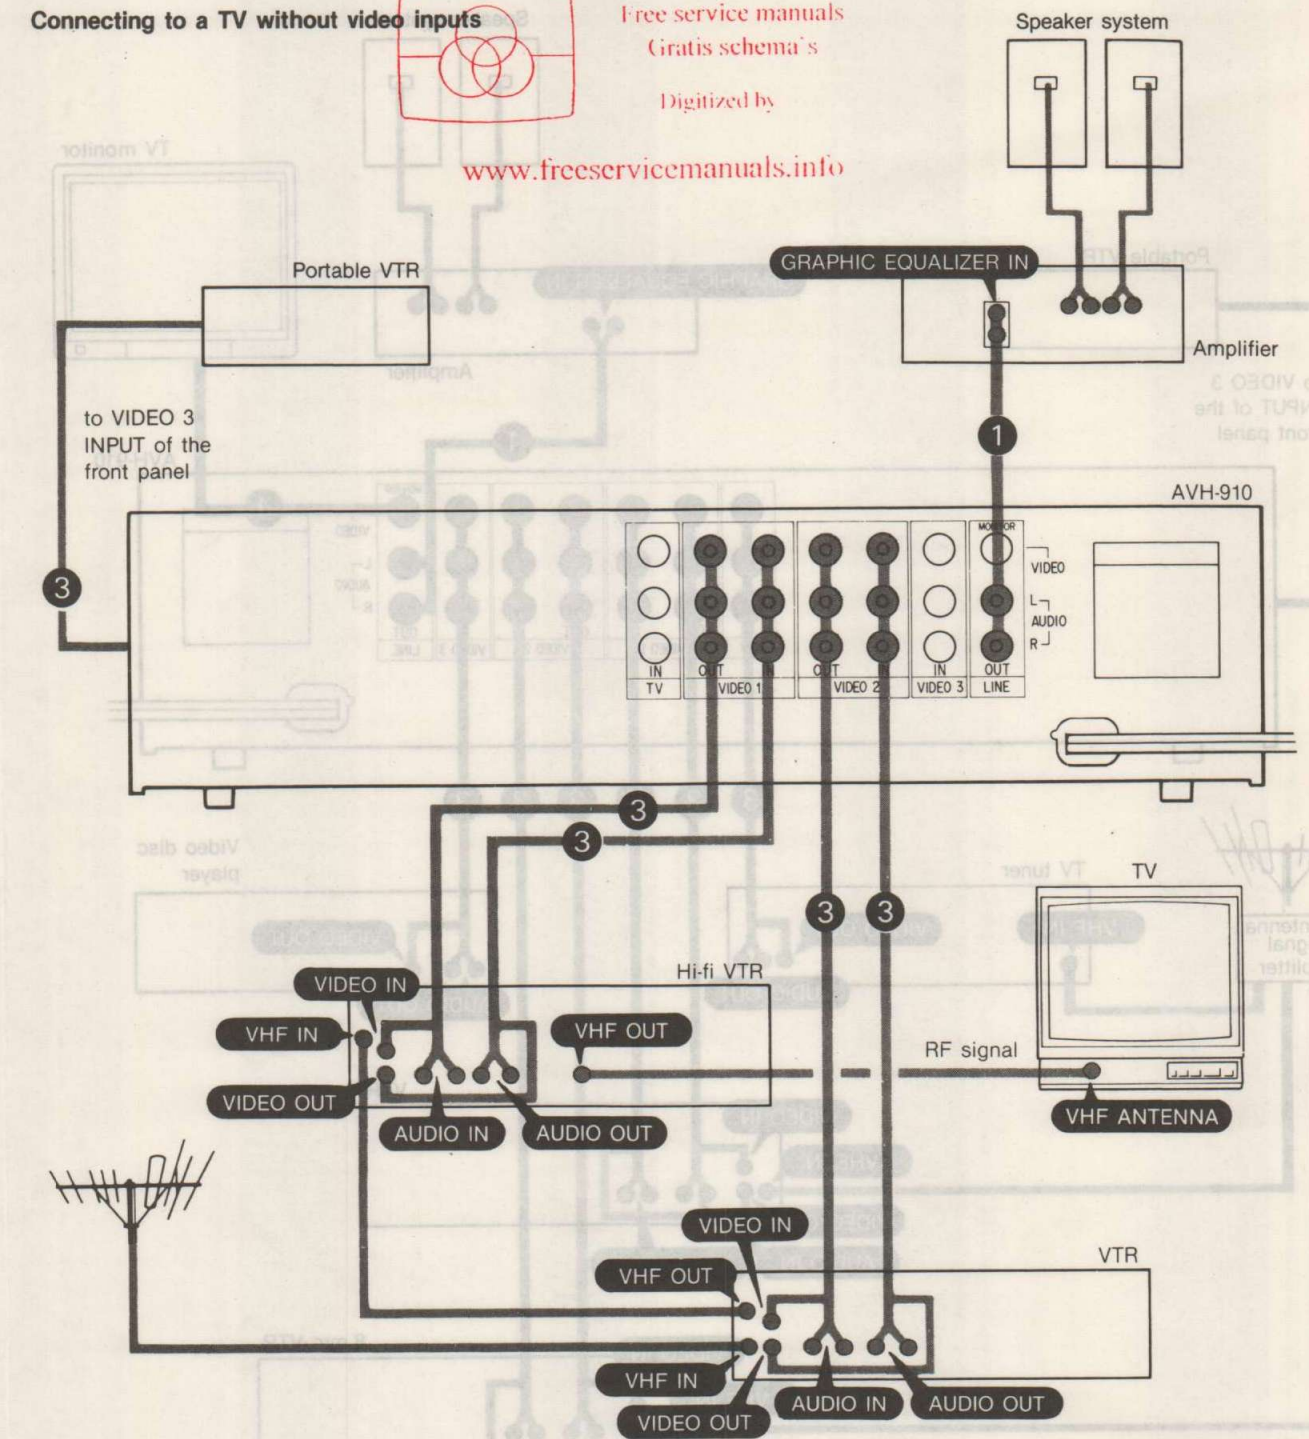 Connecting to a TV without video inputs
Free service manuals
Gratis schema's
Digitized by
www.freeservicemanuals.info
Speaker system
Portable VTR
GRAPHIC EQUALIZER IN
Amplifier
to VIDEO 3
INPUT of the
front panel
1
AVH-910
3
MONITOR
VIDEO
L
AUDIO
R
IN OUT IN OUT IN IN OUT
TV VIDEO 1 VIDEO 2 VIDEO 3 LINE
3
3
3 3
TV
Hi-fi VTR
VIDEO IN
VHF IN
VHF OUT
RF signal
VIDEO OUT
AUDIO IN
AUDIO OUT
VHF ANTENNA
VIDEO IN
VHF OUT
VTR
VHF IN
AUDIO IN
AUDIO OUT
VIDEO OUT